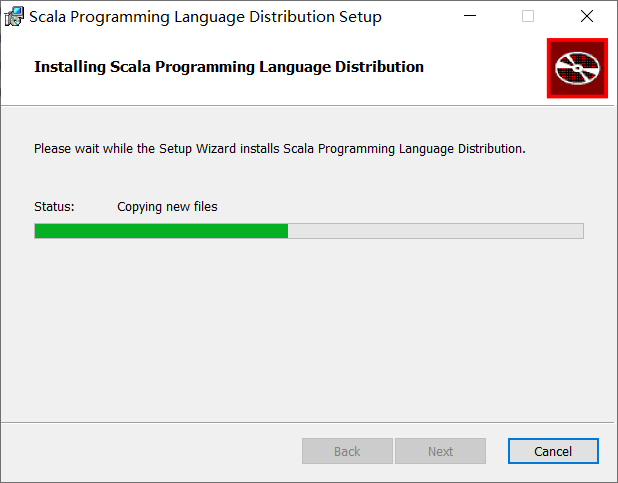 Scala Programming Language Distribution Setup
Installing Scala Programming Language Distribution
Please wait while the Setup Wizard installs Scala Programming Language Distribution.
Status: Copying new files
Back Next Cancel